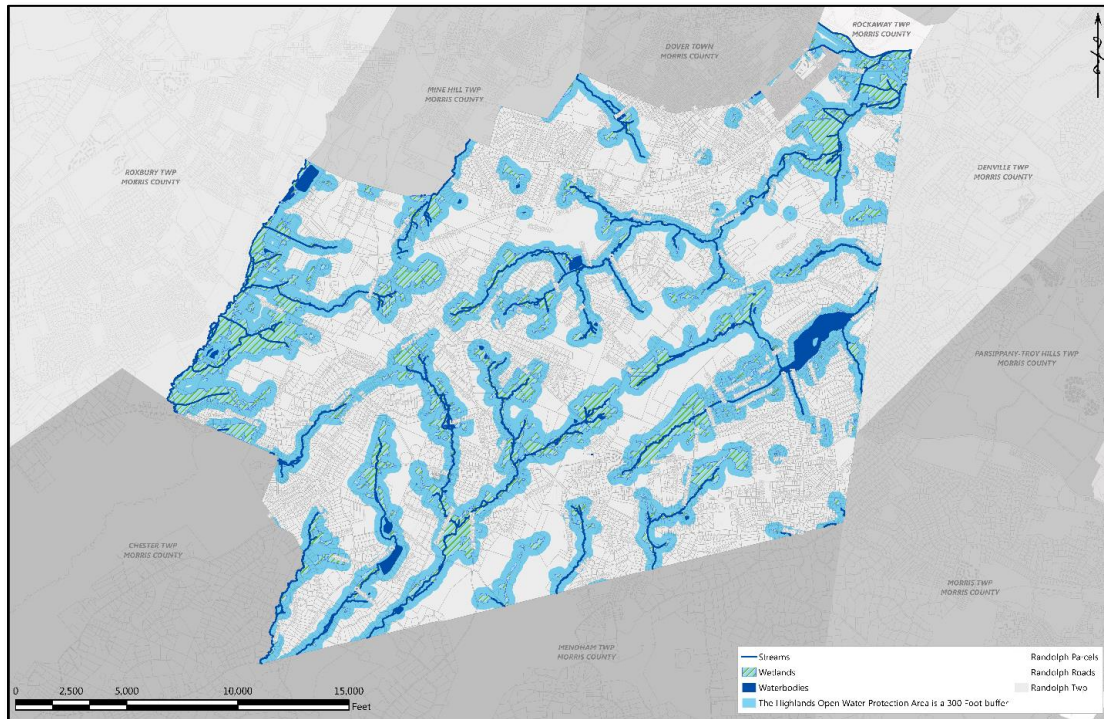 ROCKAWAY TWP
MORRIS COUNTY
DOVER TOWN
MORRIS COUNTY
MINE HILL TWP
MORRIS COUNTY
ROXBURY TWP
MORRIS COUNTY
DENVILLE TWP
MORRIS COUNTY
PARSIPPANY-TROY HILLS TWP
MORRIS COUNTY
CHESTER TWP
MORRIS COUNTY
MORRIS TWP
MORRIS COUNTY
MENDHAM TWP
MORRIS COUNTY
0 2,500 5,000 10,000 15,000
Feet
Streams
Wetlands
Waterbodies
The Highlands Open Water Protection Area is a 300 Foot buffer
Randolph Parcels
Randolph Roads
Randolph Two